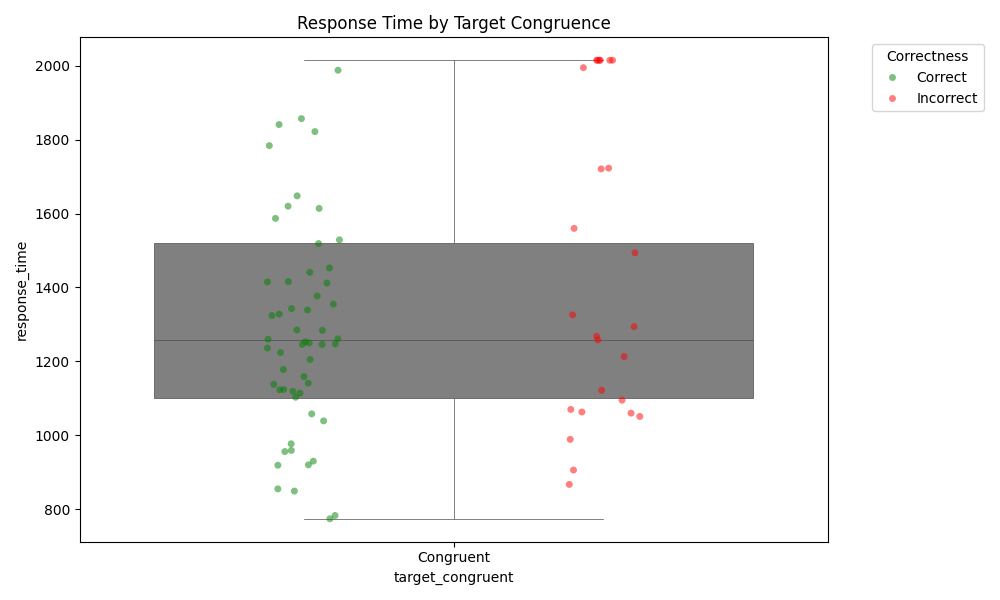 Response Time by Target Congruence
Correctness
Correct
Incorrect
response_time
2000
1800
1600
1400
1200
1000
800
Congruent
target_congruent